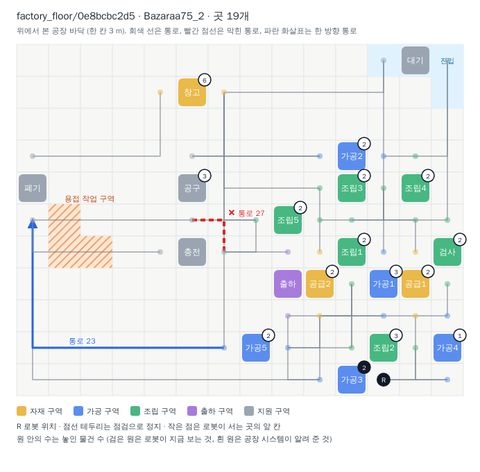 factory_floor/0e8bcbc2d5 · Bazaraa75_2 · 곳 19개
위에서 본 공장 바닥 (한 칸 3 m). 회색 선은 통로, 빨간 점선은 막힌 통로, 파란 화살표는 한 방향 통로
대기
진입
6
창고
2
가공2
폐기
3
공구
2
조립3
2
조립4
용접 작업 구역
2
조립5
통로 27
충전
2
조립1
2
검사
출하
2
공급2
3
가공1
2
공급1
통로 23
2
가공5
2
조립2
1
가공4
2
가공3
R
자재 구역
가공 구역
조립 구역
출하 구역
지원 구역
R 로봇 위치 · 점선 테두리는 점검으로 정지 · 작은 점은 로봇이 서는 곳의 앞 칸
원 안의 수는 놓인 물건 수 (검은 원은 로봇이 지금 보는 것, 흰 원은 공장 시스템이 알려 준 것)